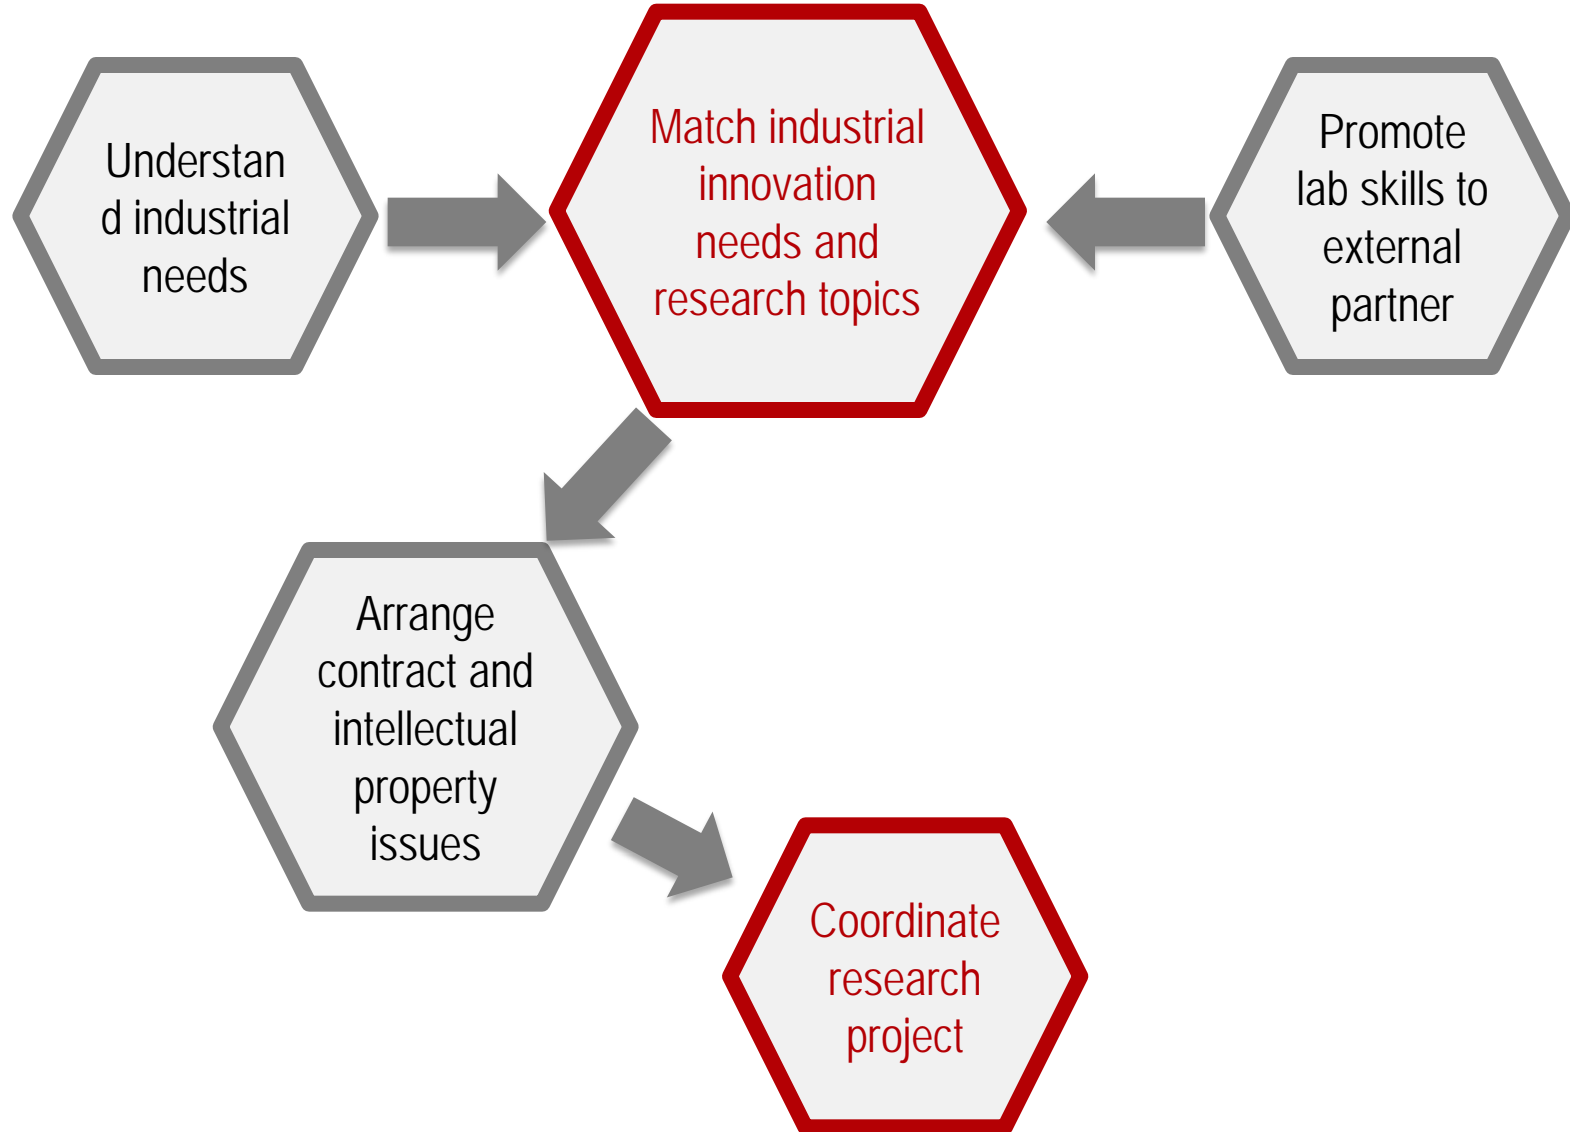 Understan
d industrial
needs
Match industrial
innovation
needs and
research topics
Promote
lab skills to
external
partner
Arrange
contract and
intellectual
property
issues
Coordinate
research
project